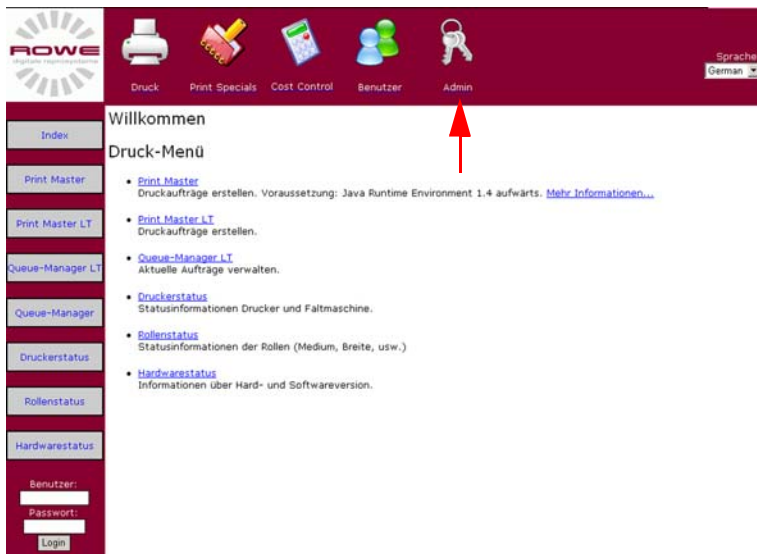 ROWE
digitale reprosysteme
Druck
Print Specials
Cost Control
Benutzer
Admin
Sprache
German
Index
Print Master
Print Master LT
Queue-Manager LT
Queue-Manager
Druckerstatus
Rollenstatus
Hardwarestatus
Benutzer:
Passwort:
Login
Willkommen
Druck-Menü
• Print Master
Druckaufträge erstellen. Voraussetzung: Java Runtime Environment 1.4 aufwärts. Mehr Informationen...
• Print Master LT
Druckaufträge erstellen.
• Queue-Manager LT
Aktuelle Aufträge verwalten.
• Druckerstatus
Statusinformationen Drucker und Faltmaschine.
• Rollenstatus
Statusinformationen der Rollen (Medium, Breite, usw.)
• Hardwarestatus
Informationen über Hard- und Softwareversion.